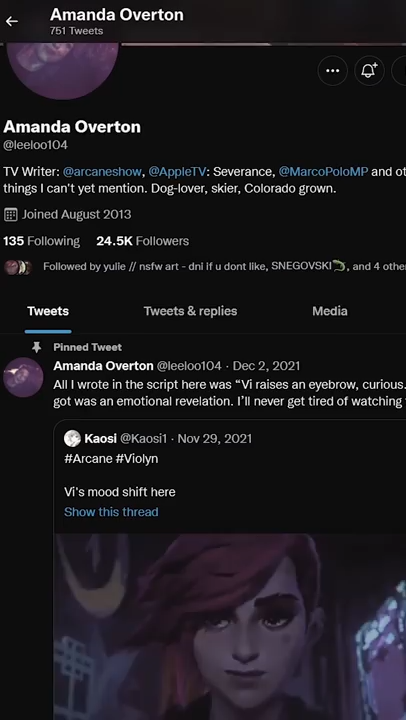 Amanda Overton
751 Tweets
Amanda Overton
@leeloo104
TV Writer: @arcaneshow, @AppleTV: Severance, @MarcoPoloMP and ot
things I can't yet mention. Dog-lover, skier, Colorado grown.
Joined August 2013
135 Following 24.5K Followers
Followed by yulie // nsfw art - dni if u dont like, SNEGOVSKI🦐, and 4 othe
Tweets Tweets & replies Media
Pinned Tweet
Amanda Overton @leeloo104 · Dec 2, 2021
All I wrote in the script here was “Vi raises an eyebrow, curious.
got was an emotional revelation. I’ll never get tired of watching
Kaosi @Kaosi1 · Nov 29, 2021
#Arcane #Violyn
Vi's mood shift here
Show this thread